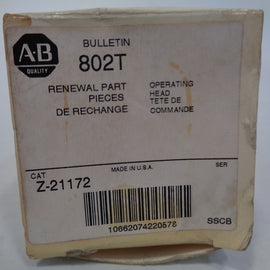 A-B
QUALITY
BULLETIN
802T
RENEWAL PART
PIECES
DE RECHANGE
OPERATING
HEAD
TETE DE
COMMANDE
MADE IN U.S.A.
CAT
SER
Z-21172
10662074220578
SSCB